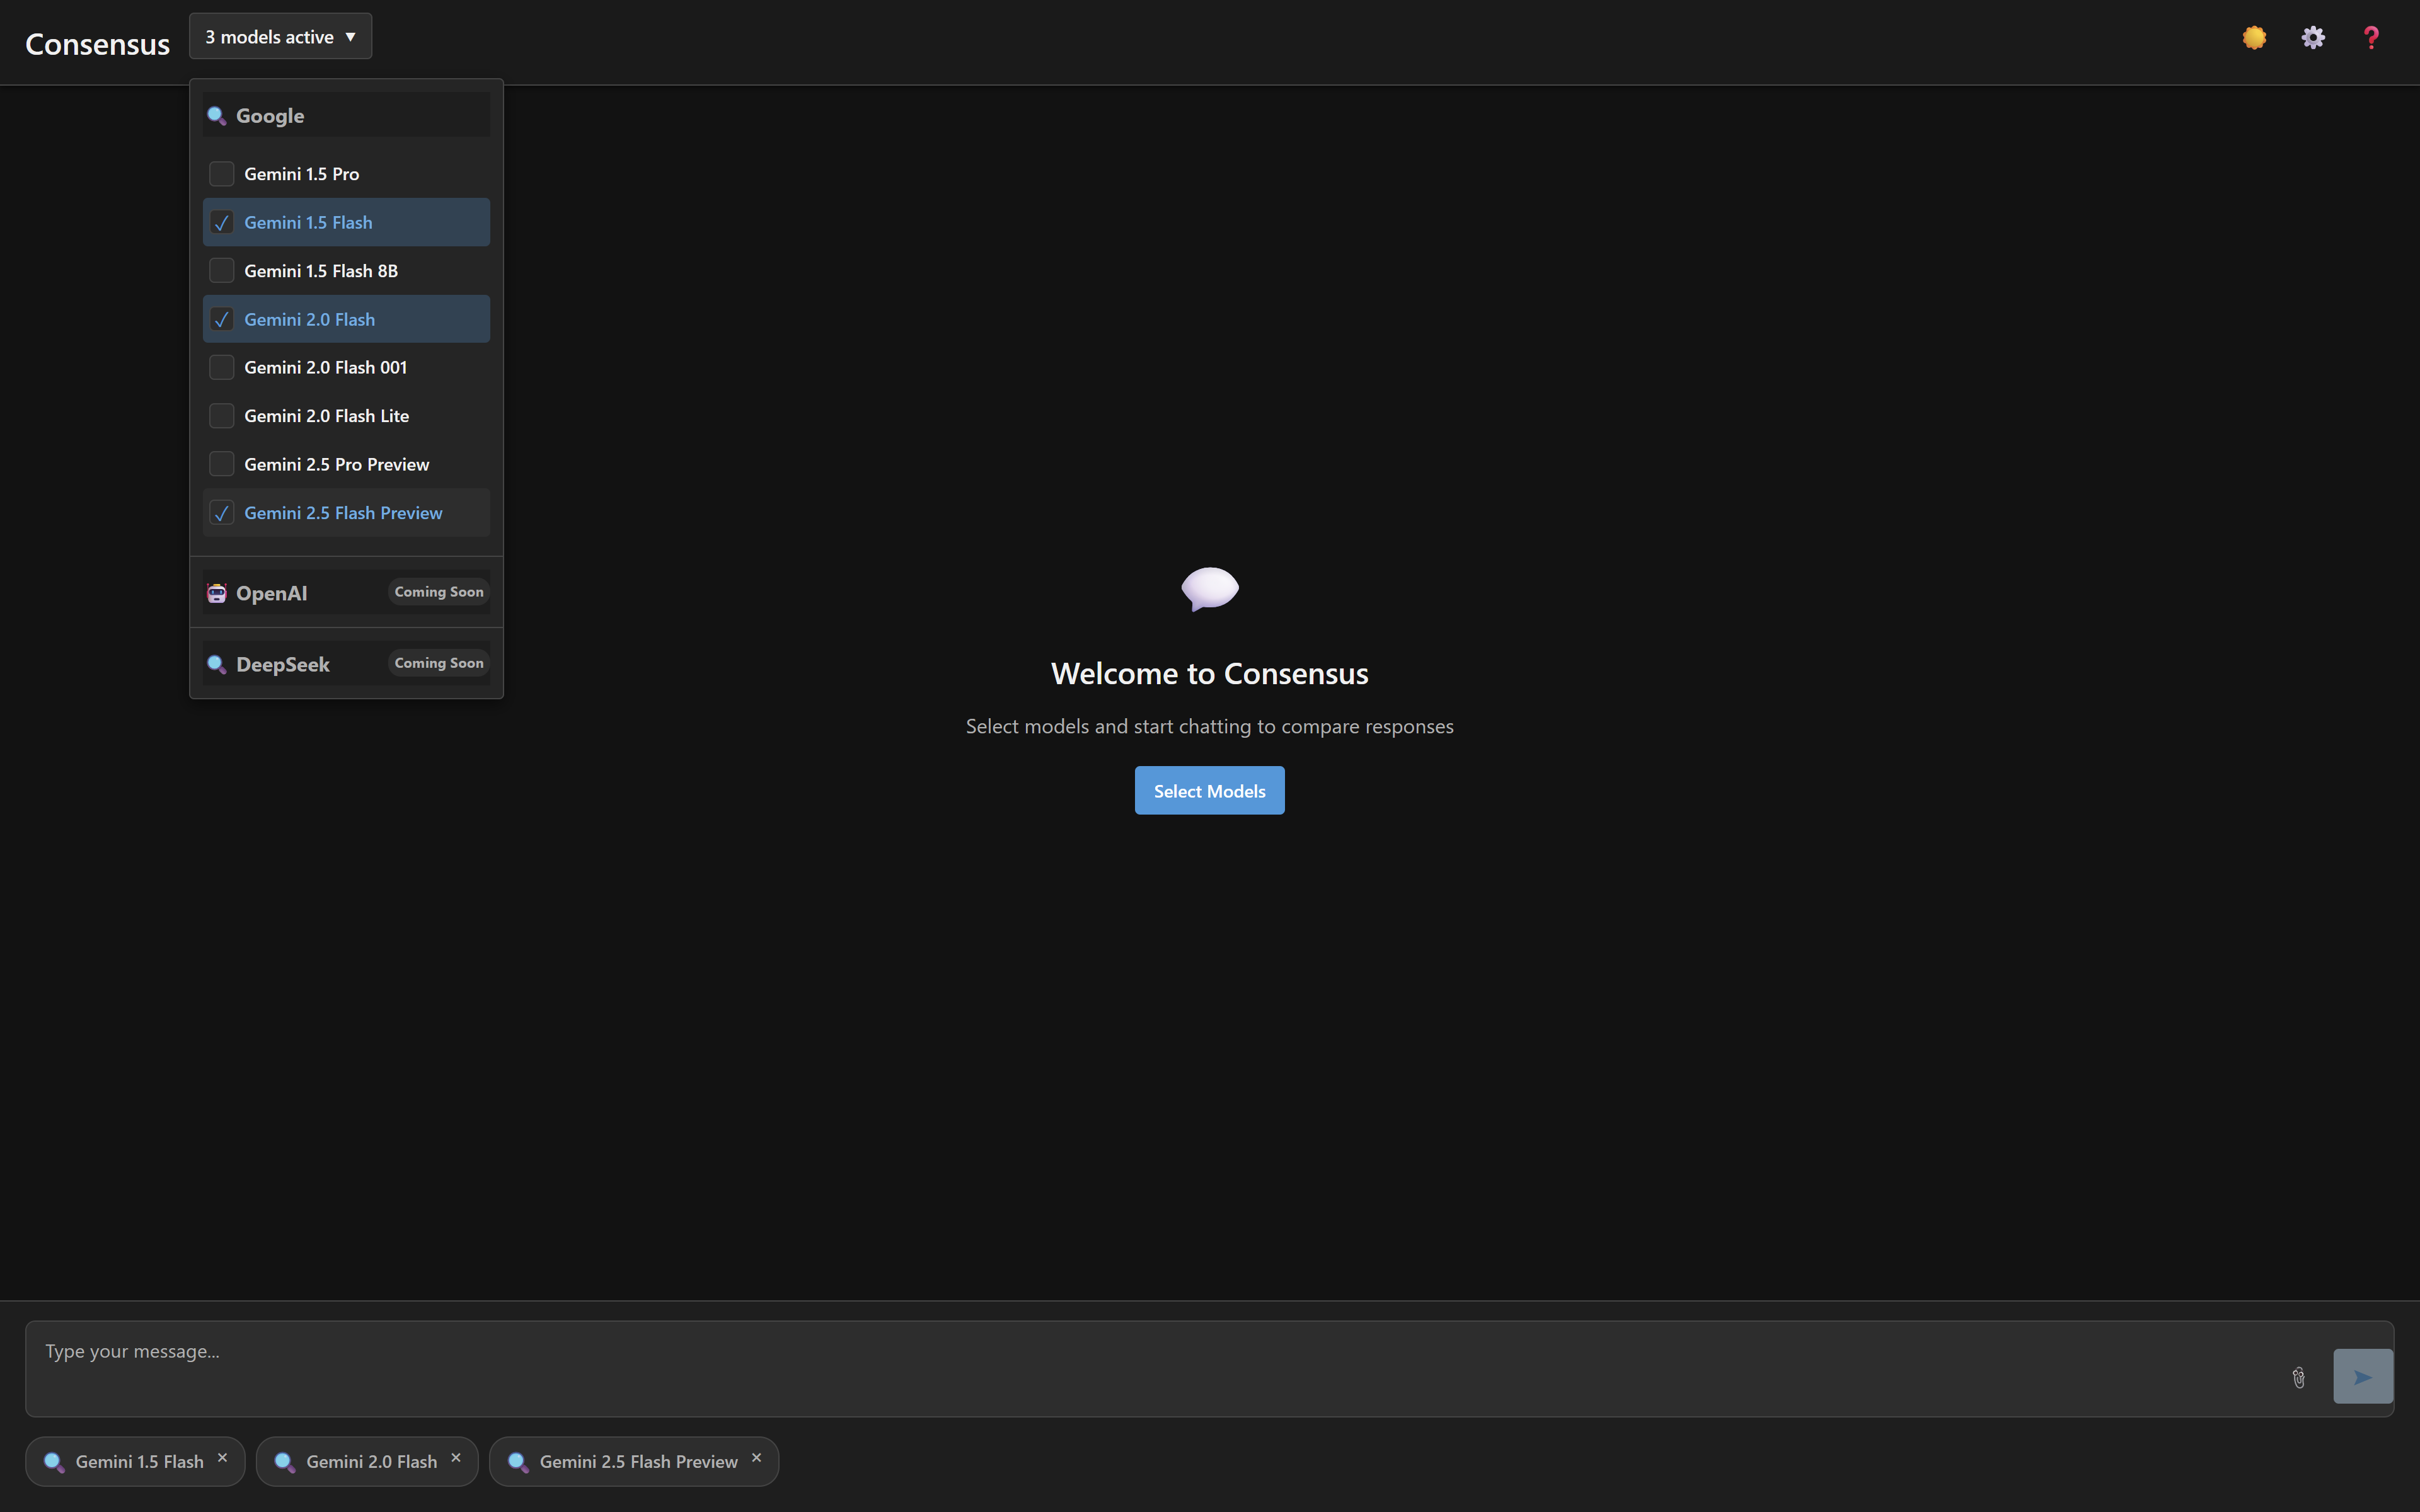 Consensus
3 models active ▼
Google
Gemini 1.5 Pro
Gemini 1.5 Flash
Gemini 1.5 Flash 8B
Gemini 2.0 Flash
Gemini 2.0 Flash 001
Gemini 2.0 Flash Lite
Gemini 2.5 Pro Preview
Gemini 2.5 Flash Preview
OpenAI Coming Soon
DeepSeek Coming Soon
Welcome to Consensus
Select models and start chatting to compare responses
Select Models
Type your message...
Gemini 1.5 Flash × Gemini 2.0 Flash × Gemini 2.5 Flash Preview ×